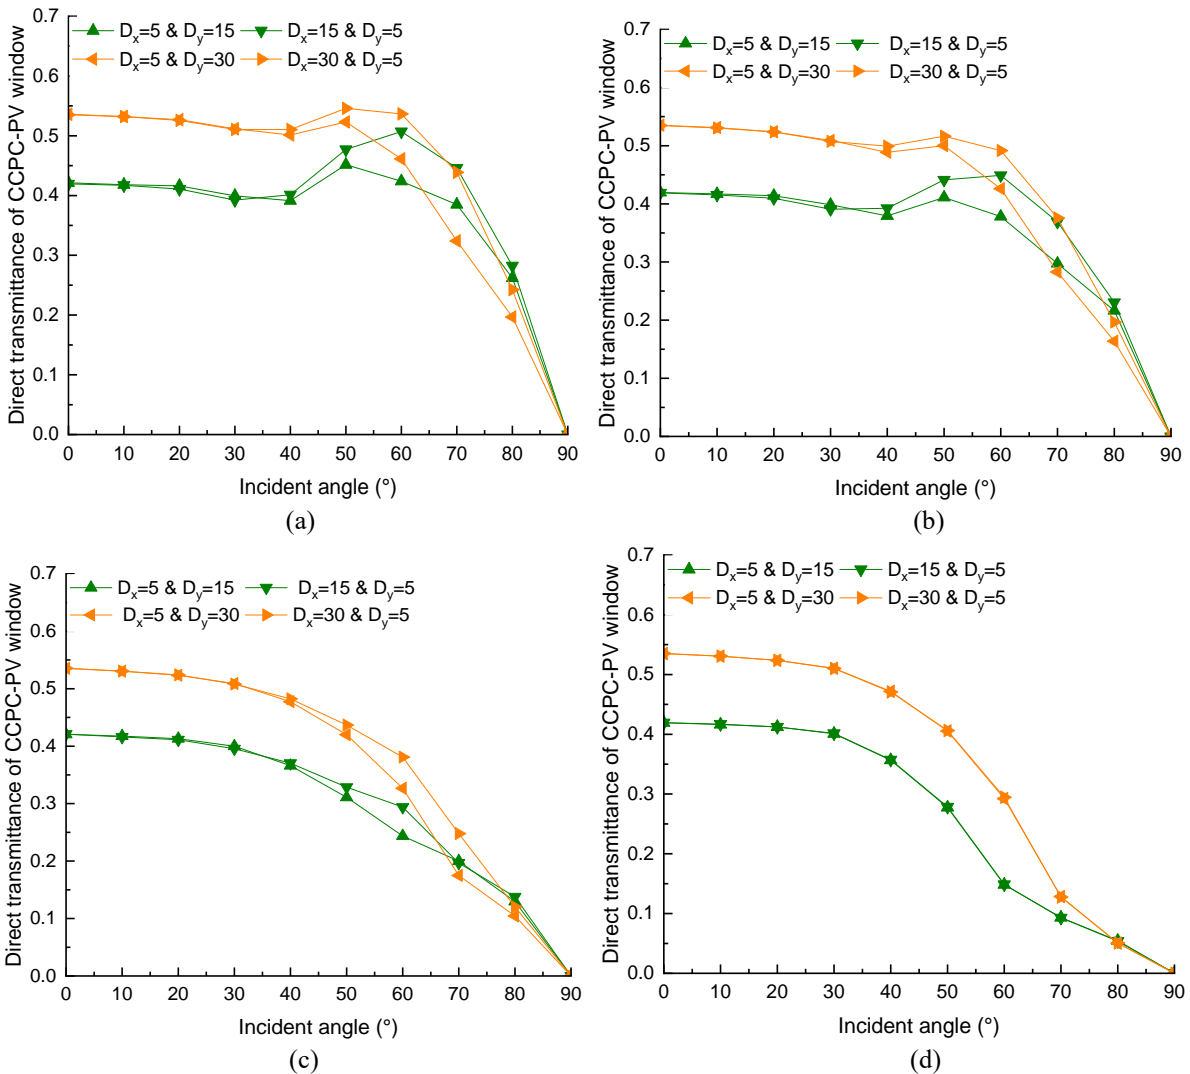 0.7
0.6
0.5
0.4
0.3
0.2
0.1
0.0
Direct transmittance of CCPC-PV window
Dx=5 & Dy=15
Dx=15 & Dy=5
Dx=5 & Dy=30
Dx=30 & Dy=5
0 10 20 30 40 50 60 70 80 90
Incident angle (°)
(a)
0.7
0.6
0.5
0.4
0.3
0.2
0.1
0.0
Direct transmittance of CCPC-PV window
Dx=5 & Dy=15
Dx=15 & Dy=5
Dx=5 & Dy=30
Dx=30 & Dy=5
0 10 20 30 40 50 60 70 80 90
Incident angle (°)
(b)
0.7
0.6
0.5
0.4
0.3
0.2
0.1
0.0
Direct transmittance of CCPC-PV window
Dx=5 & Dy=15
Dx=15 & Dy=5
Dx=5 & Dy=30
Dx=30 & Dy=5
0 10 20 30 40 50 60 70 80 90
Incident angle (°)
(c)
0.7
0.6
0.5
0.4
0.3
0.2
0.1
0.0
Direct transmittance of CCPC-PV window
Dx=5 & Dy=15
Dx=15 & Dy=5
Dx=5 & Dy=30
Dx=30 & Dy=5
0 10 20 30 40 50 60 70 80 90
Incident angle (°)
(d)